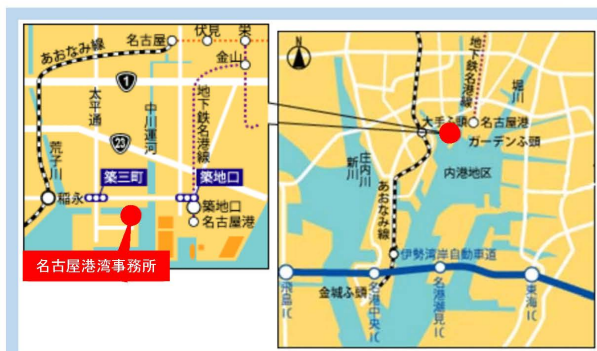 あおなみ線
名古屋
伏見
栄
金山
1
太平通
中川運河
地下鉄名港線
23
荒子川
築三町
築地口
稲永
築地口
名古屋港
名古屋港湾事務所
N
地下鉄名港線
堀川
大手ふ頭
名古屋港
ガーデンふ頭
庄内川
新川
内港地区
あおなみ線
伊勢湾岸自動車道
飛島IC
金城ふ頭
名港中央IC
名港潮見IC
東海IC